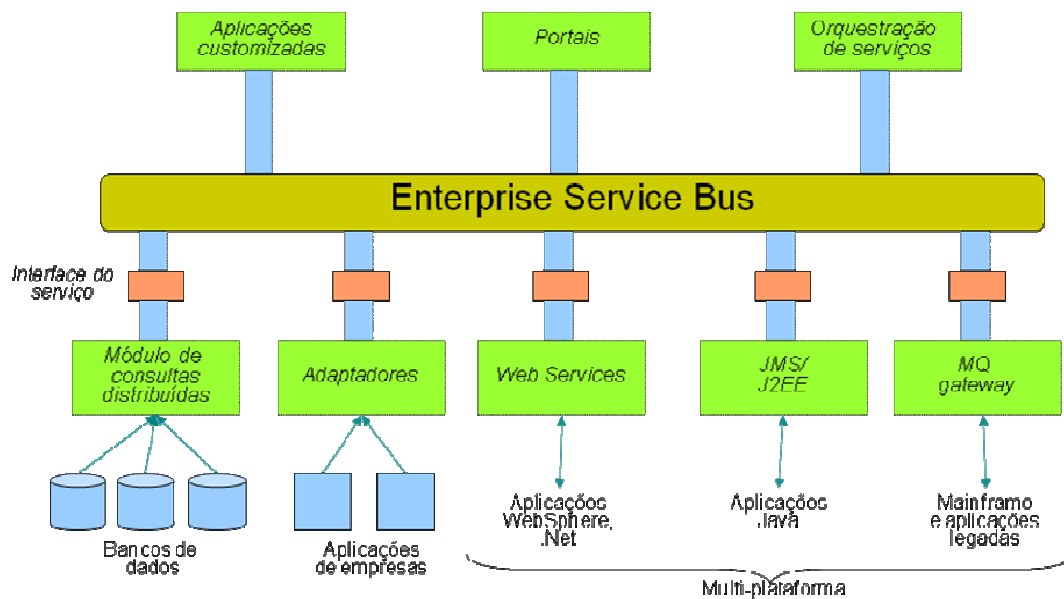 Aplicações
customizadas
Portais
Orquestração
de serviços
Enterprise Service Bus
Interface do
serviço
Módulo de
consultas
distribuídas
Adaptadores
Web Services
JMS/
J2EE
MQ
gateway
Bancos de
dados
Aplicações
de empresas
Aplicações
WebSphere,
.Net
Aplicações
Java
Mainframe
e aplicações
legadas
Multi-plataforma